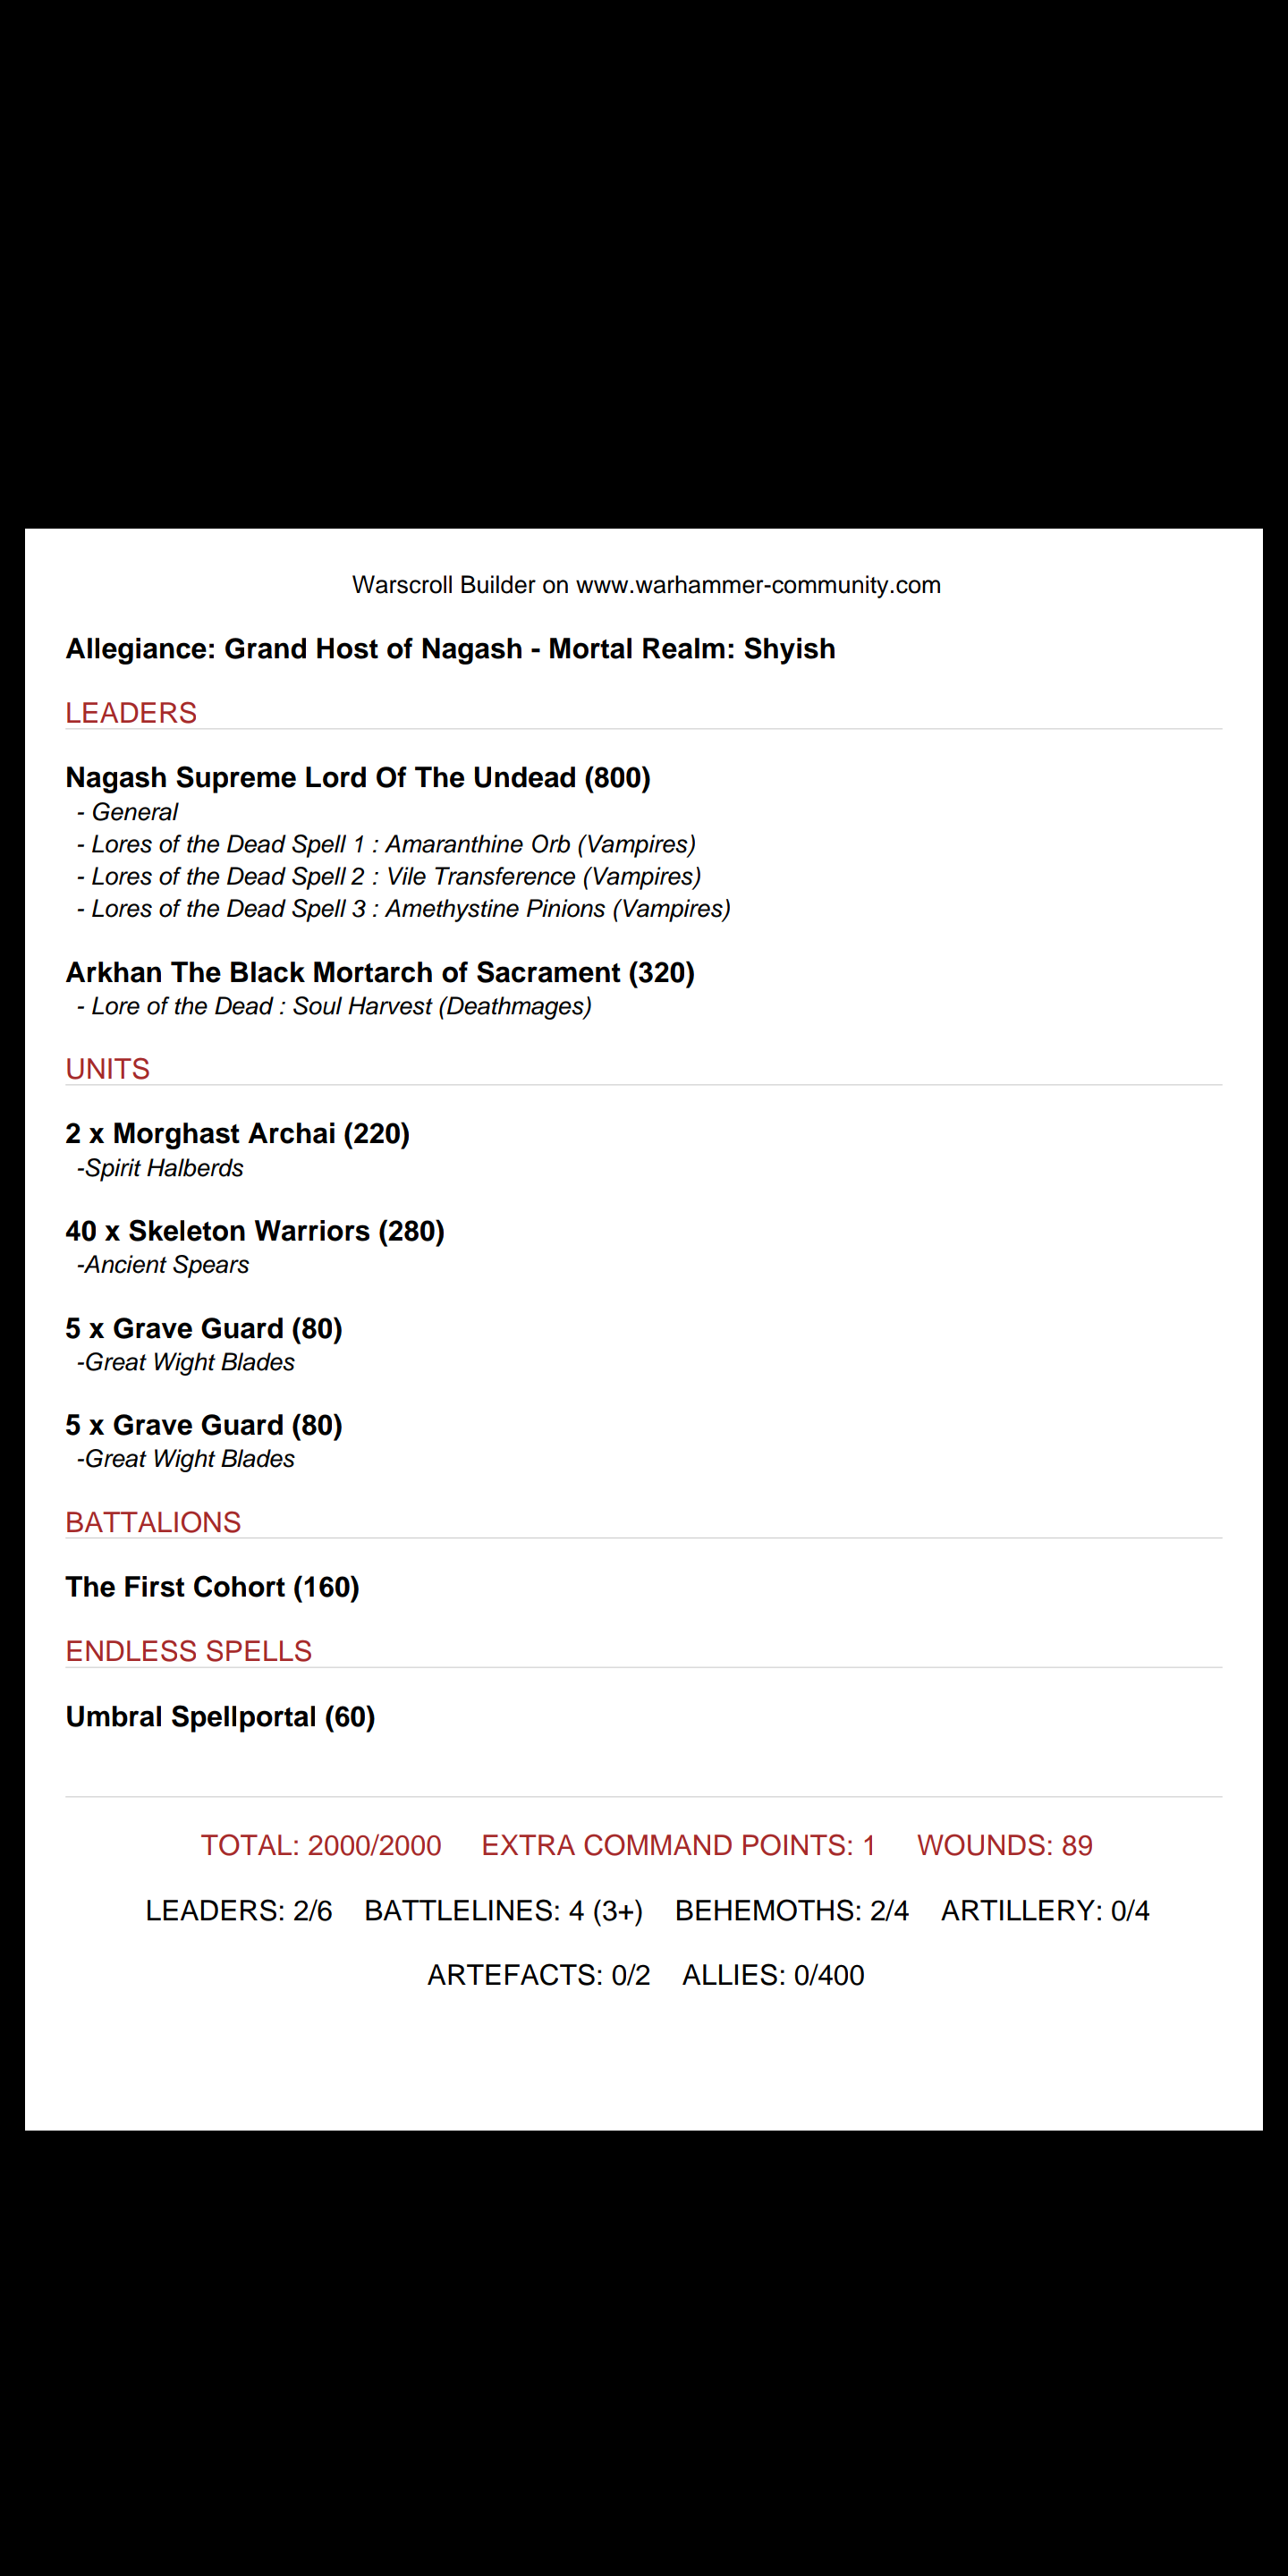 Warscroll Builder on www.warhammer-community.com
Allegiance: Grand Host of Nagash - Mortal Realm: Shyish
LEADERS
Nagash Supreme Lord Of The Undead (800)
- General
- Lores of the Dead Spell 1 : Amaranthine Orb (Vampires)
- Lores of the Dead Spell 2 : Vile Transference (Vampires)
- Lores of the Dead Spell 3 : Amethystine Pinions (Vampires)
Arkhan The Black Mortarch of Sacrament (320)
- Lore of the Dead : Soul Harvest (Deathmages)
UNITS
2 x Morghast Archai (220)
-Spirit Halberds
40 x Skeleton Warriors (280)
-Ancient Spears
5 x Grave Guard (80)
-Great Wight Blades
5 x Grave Guard (80)
-Great Wight Blades
BATTALIONS
The First Cohort (160)
ENDLESS SPELLS
Umbral Spellportal (60)
TOTAL: 2000/2000 EXTRA COMMAND POINTS: 1 WOUNDS: 89
LEADERS: 2/6 BATTLELINES: 4 (3+) BEHEMOTHS: 2/4 ARTILLERY: 0/4
ARTEFACTS: 0/2 ALLIES: 0/400